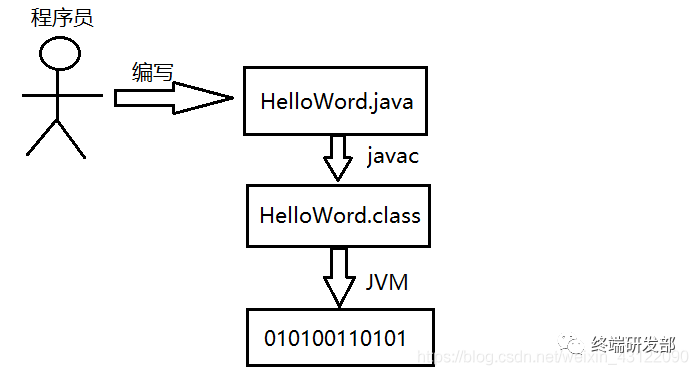 程序员
编写
HelloWord.java
javac
HelloWord.class
JVM
010100110101
终端研发部
https://blog.csdn.net/weixin_43122090